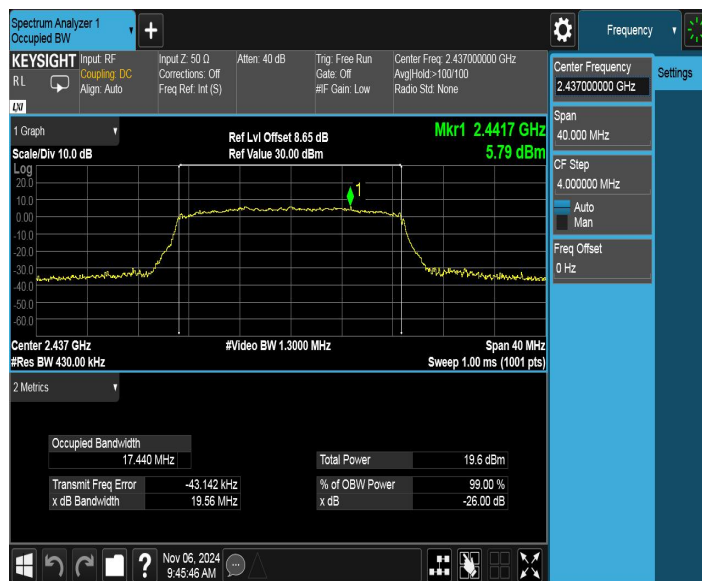 Spectrum Analyzer 1
Occupied BW
Frequency
KEYSIGHT
R L
LXI
Input: RF
Coupling: DC
Align: Auto
Input Z: 50 Ω
Corrections: Off
Freq Ref: Int (S)
Atten: 40 dB
Trig: Free Run
Gate: Off
#IF Gain: Low
Center Freq: 2.437000000 GHz
Avg|Hold:>100/100
Radio Std: None
Center Frequency
2.437000000 GHz
Settings
Span
40.000 MHz
CF Step
4.000000 MHz
Auto
Man
Freq Offset
0 Hz
1 Graph
Scale/Div 10.0 dB
Ref Lvl Offset 8.65 dB
Ref Value 30.00 dBm
Mkr1 2.4417 GHz
5.79 dBm
Log
20.0
10.0
0.00
-10.0
-20.0
-30.0
-40.0
-50.0
-60.0
1
Center 2.437 GHz
#Res BW 430.00 kHz
#Video BW 1.3000 MHz
Span 40 MHz
Sweep 1.00 ms (1001 pts)
2 Metrics
Occupied Bandwidth
17.440 MHz
Total Power 19.6 dBm
Transmit Freq Error -43.142 kHz
% of OBW Power 99.00 %
x dB Bandwidth 19.56 MHz
x dB -26.00 dB
?
Nov 06, 2024
9:45:46 AM